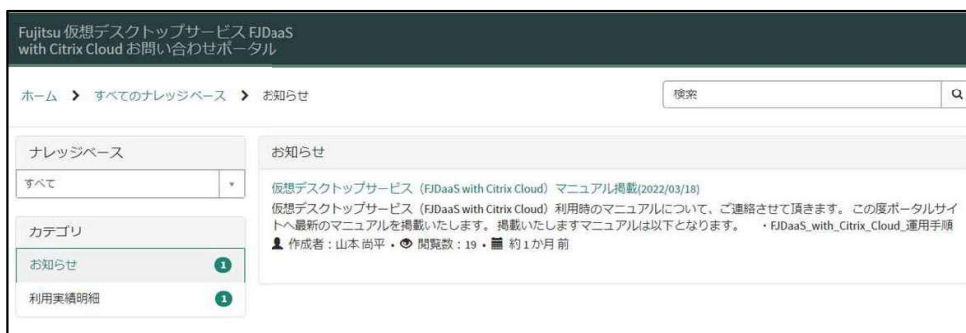 Fujitsu 仮想デスクトップサービス FJDaaS
with Citrix Cloud お問い合わせポータル
ホーム > すべてのナレッジベース > お知らせ
検索
ナレッジベース
すべて
カテゴリ
お知らせ 1
利用実績明細 1
お知らせ
仮想デスクトップサービス（FJDaaS with Citrix Cloud）マニュアル掲載(2022/03/18)
仮想デスクトップサービス（FJDaaS with Citrix Cloud）利用時のマニュアルについて、ご連絡させて頂きます。この度ポータルサイ
トへ最新のマニュアルを掲載いたします。掲載いたしますマニュアルは以下となります。 ・FJDaaS_with_Citrix_Cloud_運用手順
作成者：山本 尚平 • 閲覧数：19 • 約１か月 前